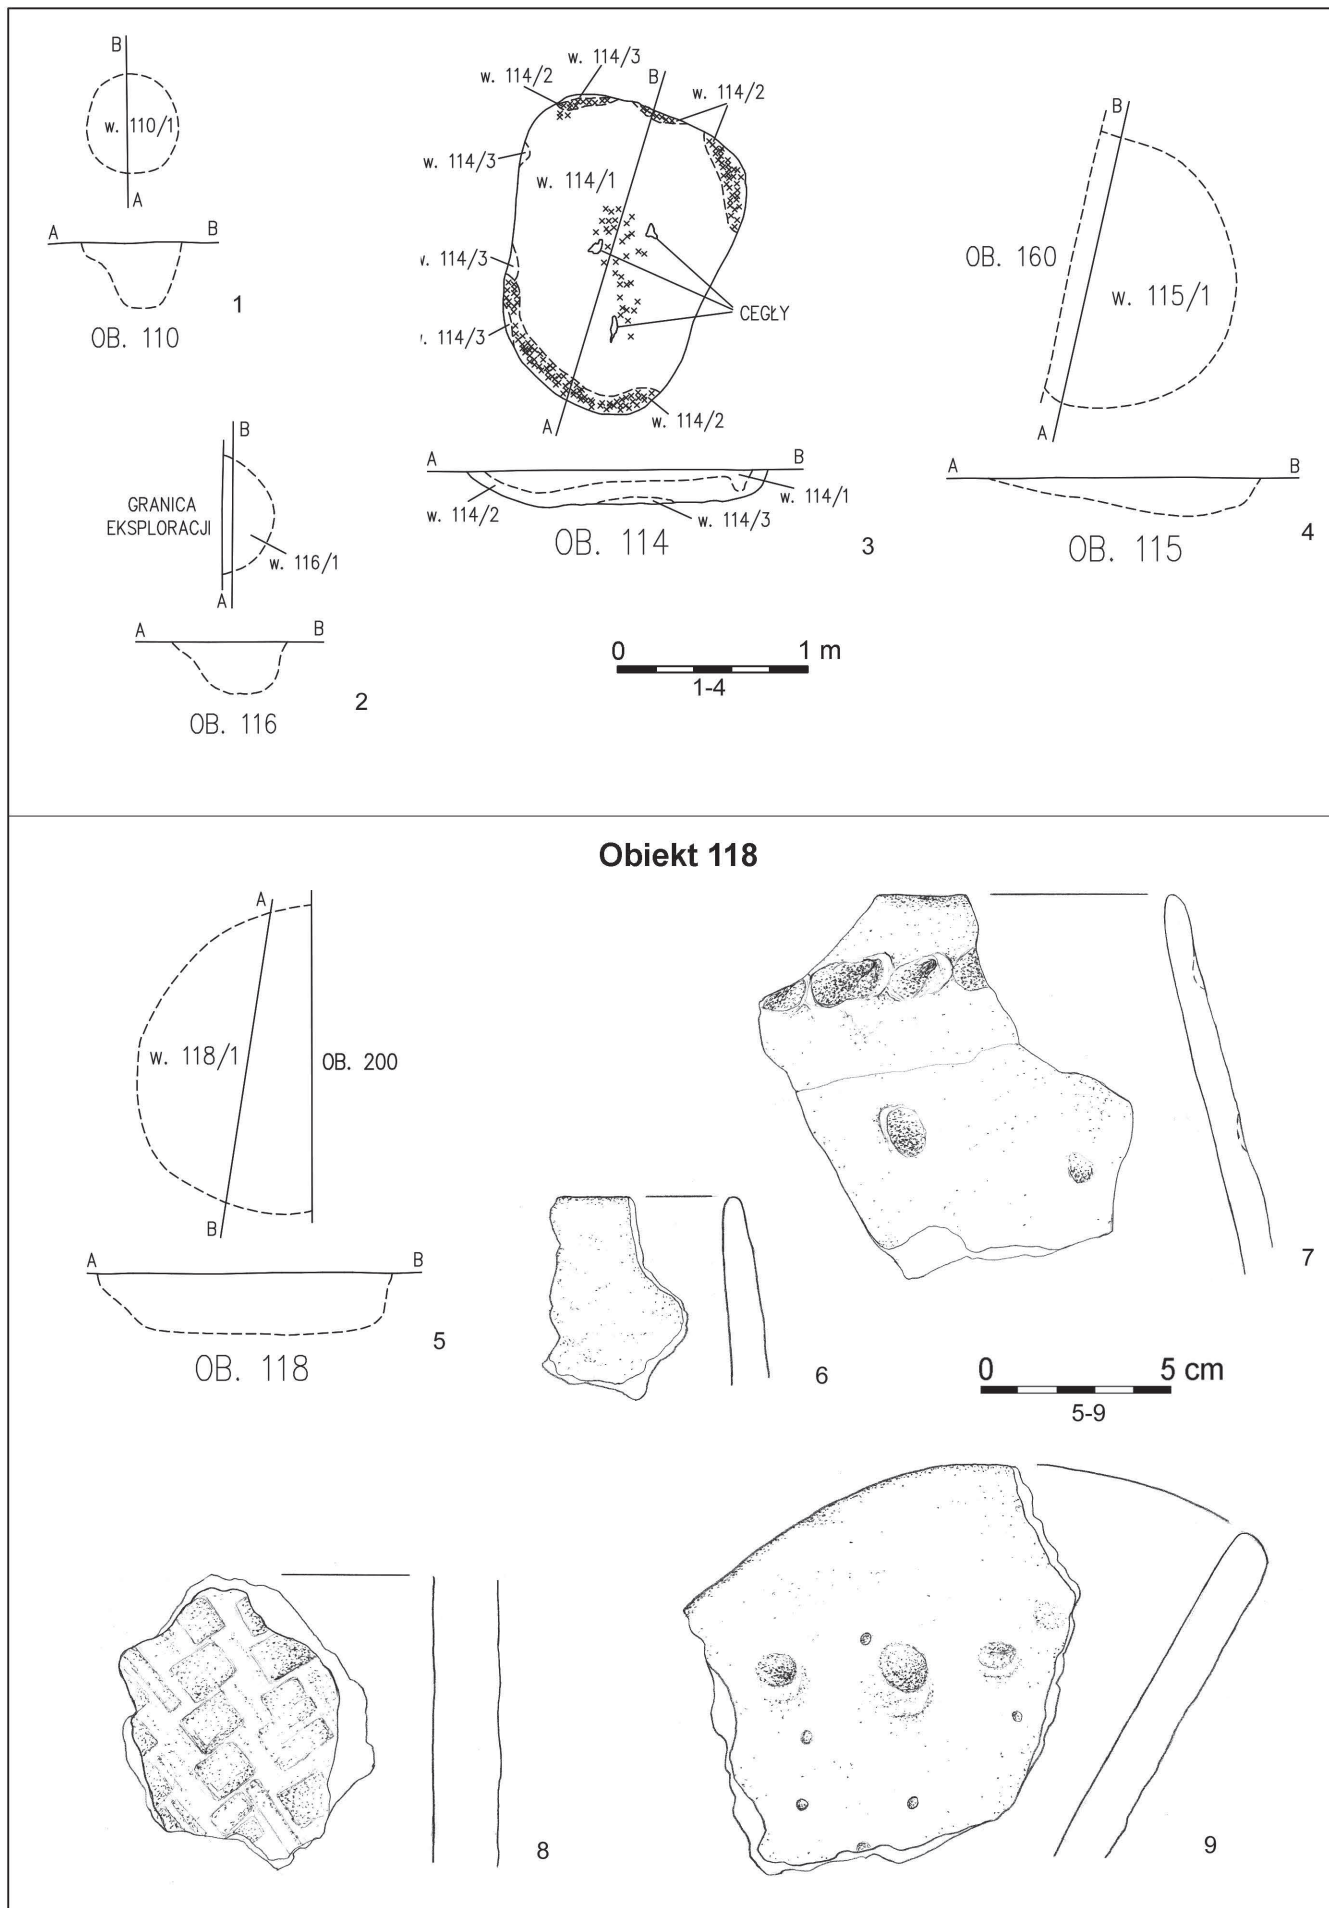 B
w. 110/1
A
A
B
1
OB. 110
w. 114/3
w. 114/2
B
w. 114/2
w. 114/3
w. 114/1
w. 114/3
w. 114/3
CEGŁY
A
w. 114/2
A
B
w. 114/1
w. 114/2
w. 114/3
OB. 114
3
B
OB. 160
w. 115/1
A
A
B
OB. 115
4
B
GRANICA
EKSPLORACJI
w. 116/1
A
A
B
2
OB. 116
0 1 m
1-4
Obiekt 118
A
w. 118/1
OB. 200
B
A
B
5
OB. 118
6
7
0 5 cm
5-9
8
9